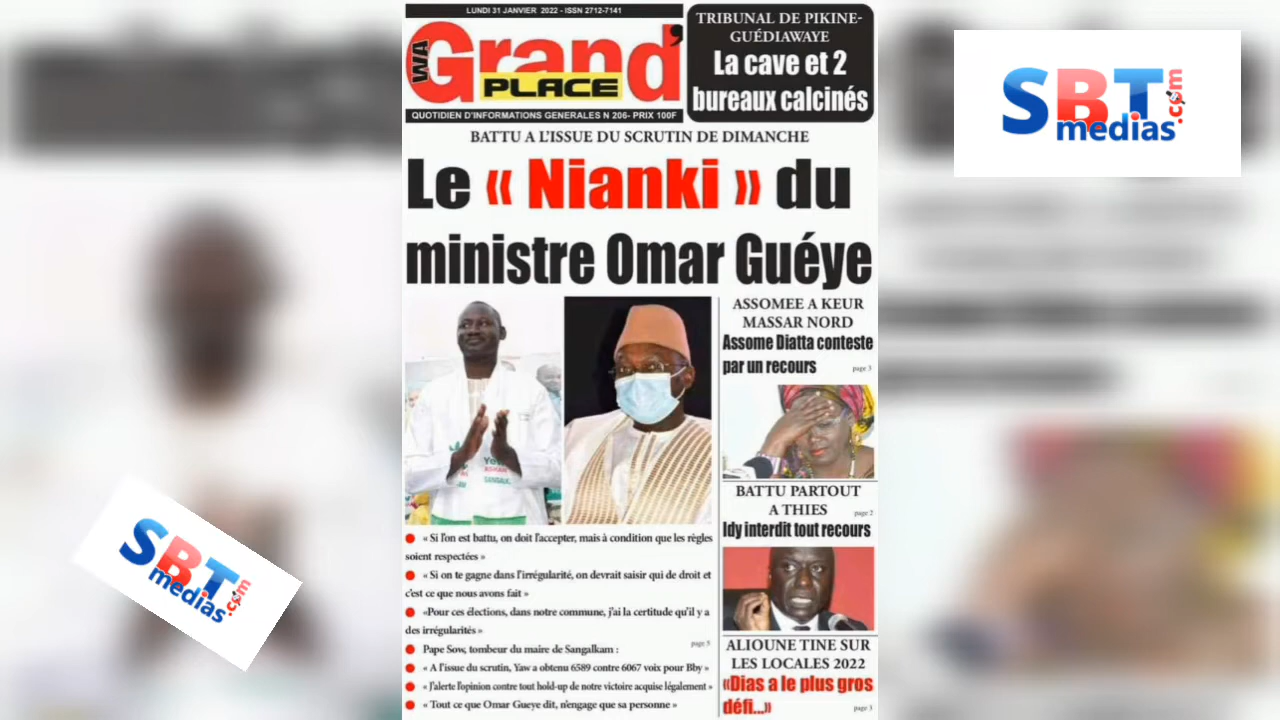 LUNDI 31 JANVIER 2022 - ISSN 2712-7141
WA
Grand'
PLACE
QUOTIDIEN D'INFORMATIONS GENERALES N 206- PRIX 100F
TRIBUNAL DE PIKINE-
GUÉDIAWAYE
La cave et 2
bureaux calcinés
BATTU A L'ISSUE DU SCRUTIN DE DIMANCHE
Le « Nianki » du
ministre Omar Guéye
ASSOMEE A KEUR
MASSAR NORD
Assome Diatta conteste
par un recours
page 3
BATTU PARTOUT
A THIES
page 2
Idy interdit tout recours
ALIOUNE TINE SUR
LES LOCALES 2022
«Dias a le plus gros
défi...»
page 3
« Si l'on est battu, on doit l'accepter, mais à condition que les règles
soient respectées »
« Si on te gagne dans l'irrégularité, on devrait saisir qui de droit et
c'est ce que nous avons fait »
«Pour ces élections, dans notre commune, j'ai la certitude qu'il y a
des irrégularités »
page 5
Pape Sow, tombeur du maire de Sangalkam :
« A l'issue du scrutin, Yaw a obtenu 6589 contre 6067 voix pour Bby »
« J'alerte l'opinion contre tout hold-up de notre victoire acquise légalement »
« Tout ce que Omar Gueye dit, n'engage que sa personne »
SBT
medias
.com
SBT
medias
.com